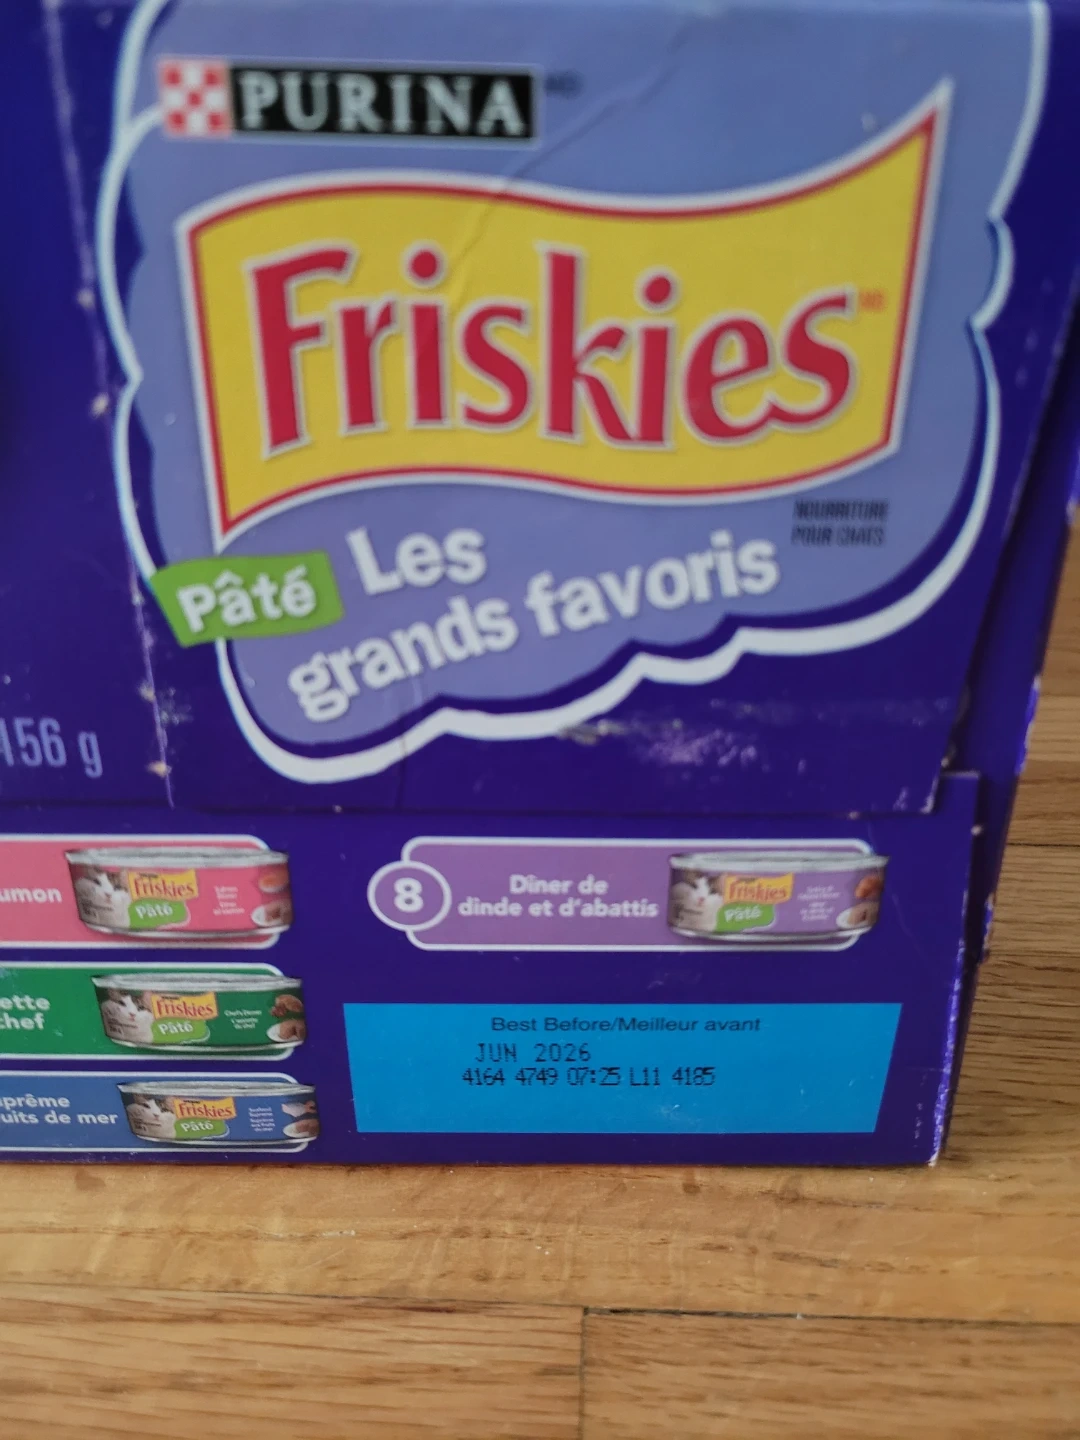 PURINA
Friskies
NOURRITURE
POUR CHATS
Pâté
Les
grands favoris
156 g
umon
Friskies
Pâté
8
Dîner de
dinde et d'abattis
Friskies
Pâté
ette
chef
Friskies
Pâté
prême
uits de mer
Friskies
Pâté
Best Before/Meilleur avant
JUN 2026
4164 4749 07:25 L11 4185